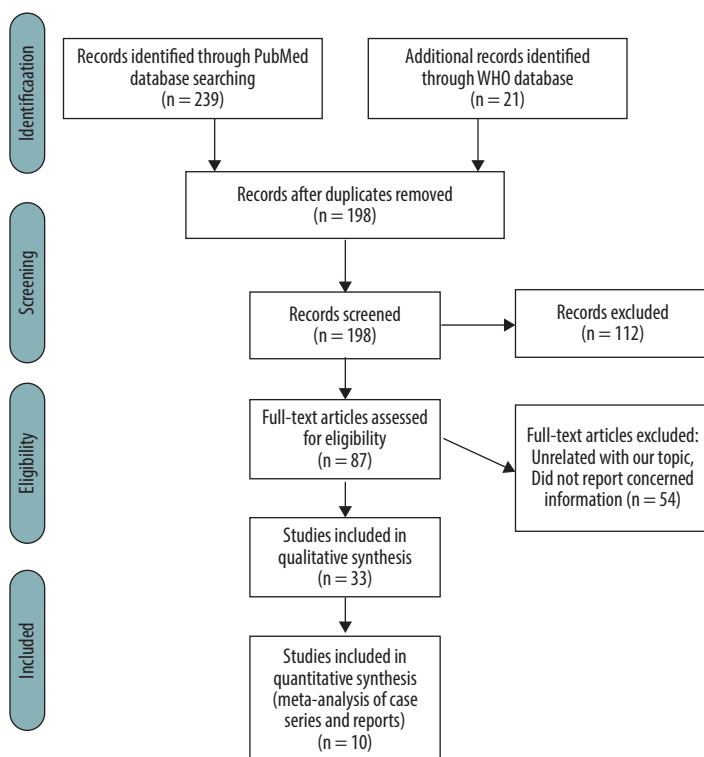 Identificaation
Records identified through PubMed
database searching
(n = 239)
Additional records identified
through WHO database
(n = 21)
Records after duplicates removed
(n = 198)
Screening
Records screened
(n = 198)
Records excluded
(n = 112)
Eligibility
Full-text articles assessed
for eligibility
(n = 87)
Full-text articles excluded:
Unrelated with our topic,
Did not report concerned
information (n = 54)
Studies included in
qualitative synthesis
(n = 33)
Included
Studies included in
quantitative synthesis
(meta-analysis of case
series and reports)
(n = 10)